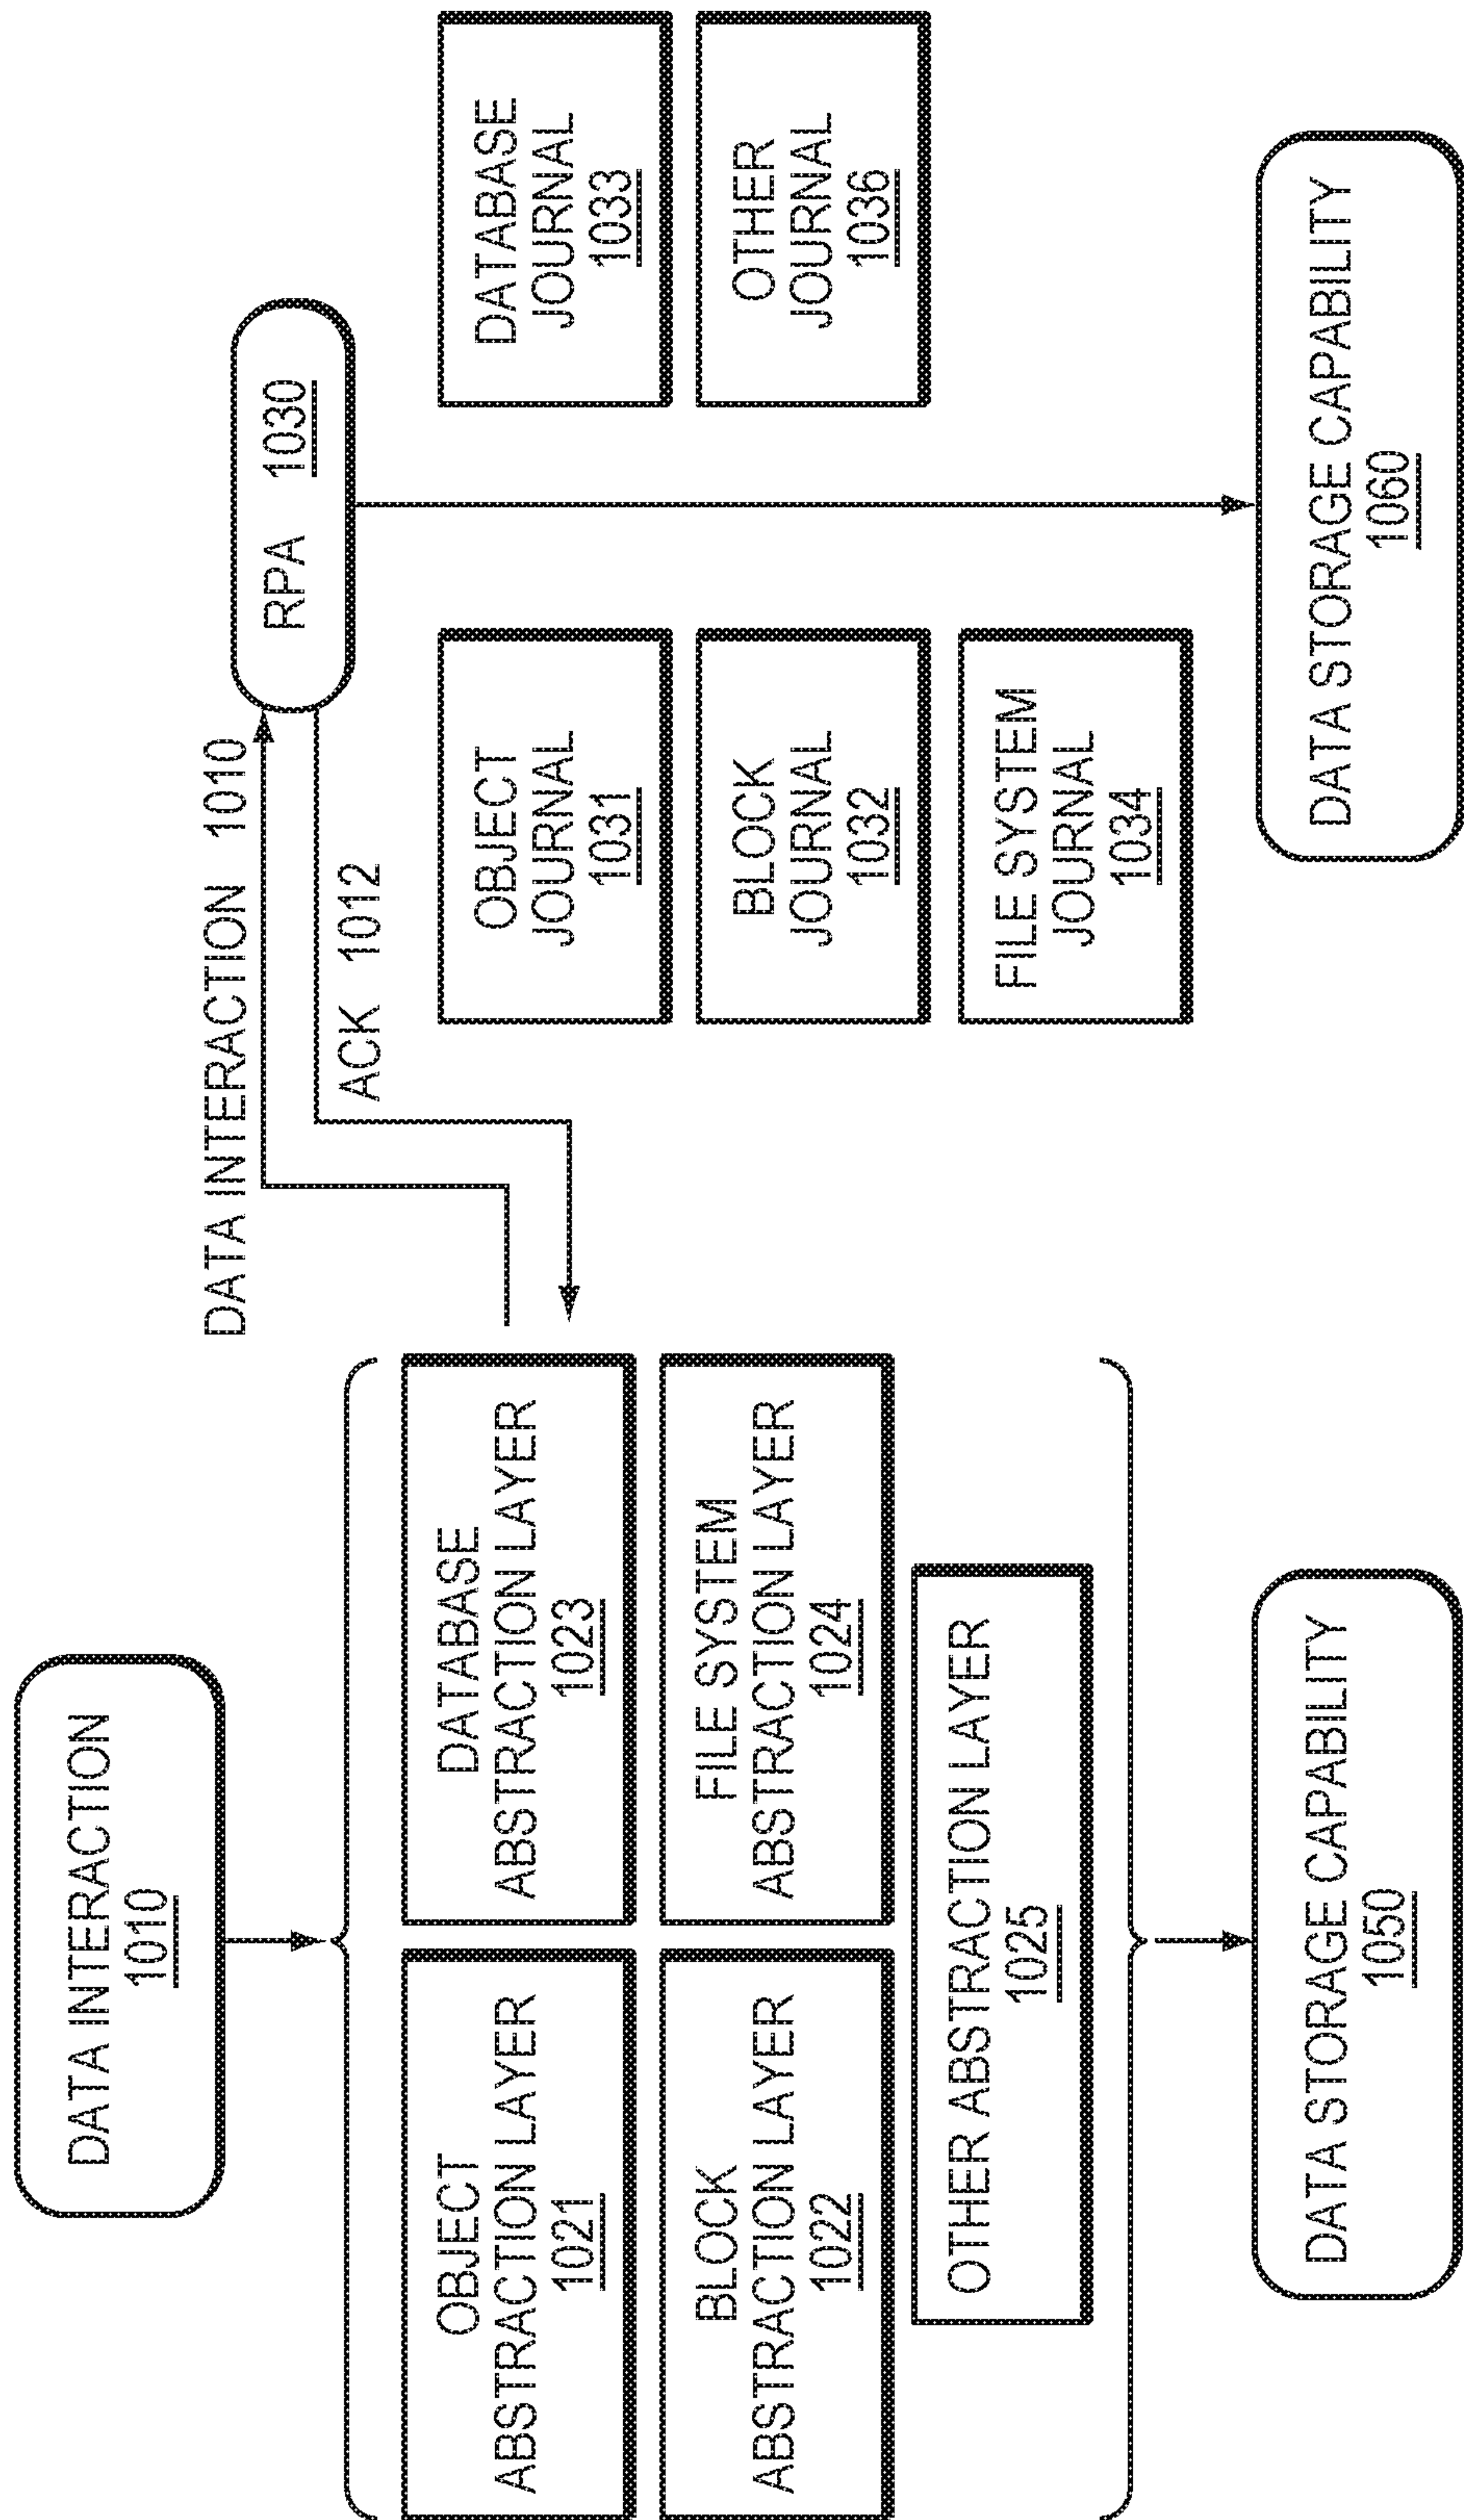 DATA INTERACTION
1010
OBJECT
ABSTRACTION LAYER
1021
DATABASE
ABSTRACTION LAYER
1023
BLOCK
ABSTRACTION LAYER
1022
FILE SYSTEM
ABSTRACTION LAYER
1024
OTHER ABSTRACTION LAYER
1025
DATA STORAGE CAPABILITY
1050
DATA INTERACTION 1010
ACK 1012
RPA 1030
OBJECT
JOURNAL
1031
DATABASE
JOURNAL
1033
BLOCK
JOURNAL
1032
OTHER
JOURNAL
1036
FILE SYSTEM
JOURNAL
1034
DATA STORAGE CAPABILITY
1060